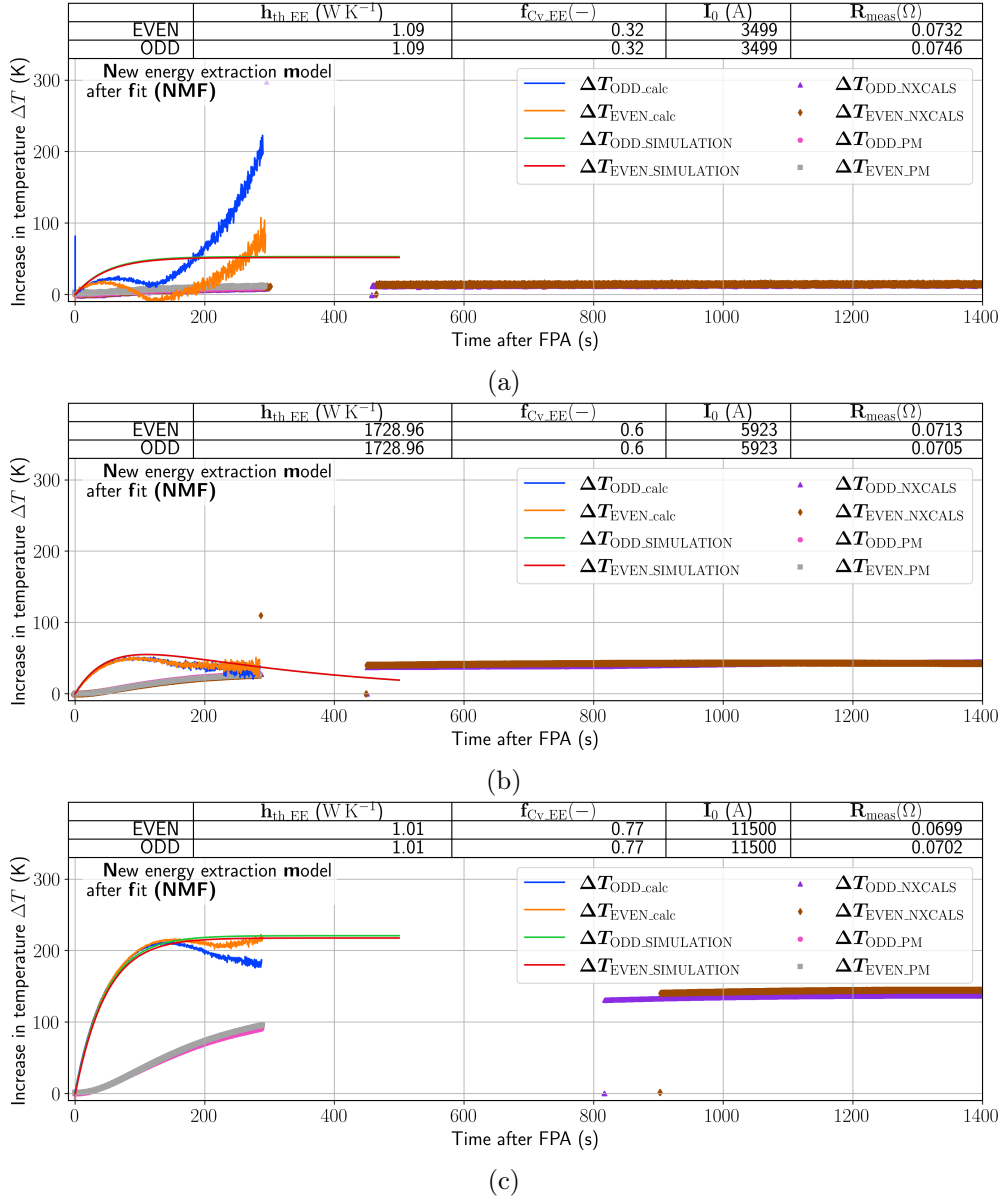 h_th_EE (W K⁻¹) f_Cv_EE(−) I_0 (A) R_meas(Ω)
EVEN 1.09 0.32 3499 0.0732
ODD 1.09 0.32 3499 0.0746
New energy extraction model
after fit (NMF)
ΔT_ODD_calc ΔT_ODD_NXCALS
ΔT_EVEN_calc ΔT_EVEN_NXCALS
ΔT_ODD_SIMULATION ΔT_ODD_PM
ΔT_EVEN_SIMULATION ΔT_EVEN_PM
Increase in temperature ΔT (K)
300
200
100
0
0 200 400 600 800 1000 1200 1400
Time after FPA (s)
(a)
h_th_EE (W K⁻¹) f_Cv_EE(−) I_0 (A) R_meas(Ω)
EVEN 1728.96 0.6 5923 0.0713
ODD 1728.96 0.6 5923 0.0705
New energy extraction model
after fit (NMF)
ΔT_ODD_calc ΔT_ODD_NXCALS
ΔT_EVEN_calc ΔT_EVEN_NXCALS
ΔT_ODD_SIMULATION ΔT_ODD_PM
ΔT_EVEN_SIMULATION ΔT_EVEN_PM
Increase in temperature ΔT (K)
300
200
100
0
0 200 400 600 800 1000 1200 1400
Time after FPA (s)
(b)
h_th_EE (W K⁻¹) f_Cv_EE(−) I_0 (A) R_meas(Ω)
EVEN 1.01 0.77 11500 0.0699
ODD 1.01 0.77 11500 0.0702
New energy extraction model
after fit (NMF)
ΔT_ODD_calc ΔT_ODD_NXCALS
ΔT_EVEN_calc ΔT_EVEN_NXCALS
ΔT_ODD_SIMULATION ΔT_ODD_PM
ΔT_EVEN_SIMULATION ΔT_EVEN_PM
Increase in temperature ΔT (K)
300
200
100
0
0 200 400 600 800 1000 1200 1400
Time after FPA (s)
(c)